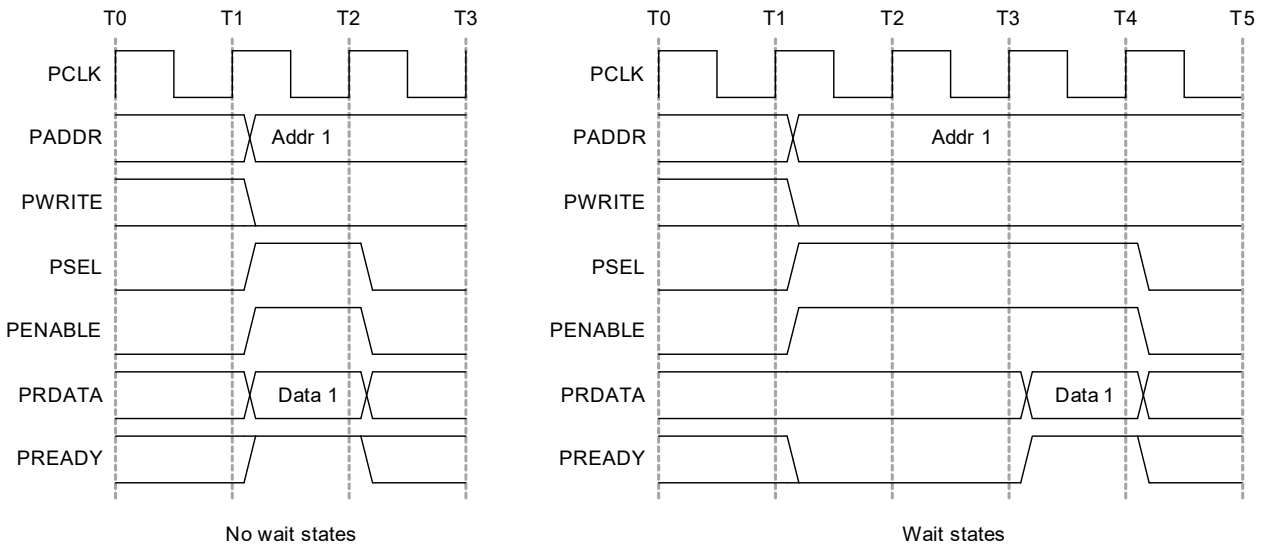 T0 T1 T2 T3 T0 T1 T2 T3 T4 T5
PCLK PCLK
PADDR Addr 1 PADDR Addr 1
PWRITE PWRITE
PSEL PSEL
PENABLE PENABLE
PRDATA Data 1 PRDATA Data 1
PREADY PREADY
No wait states Wait states